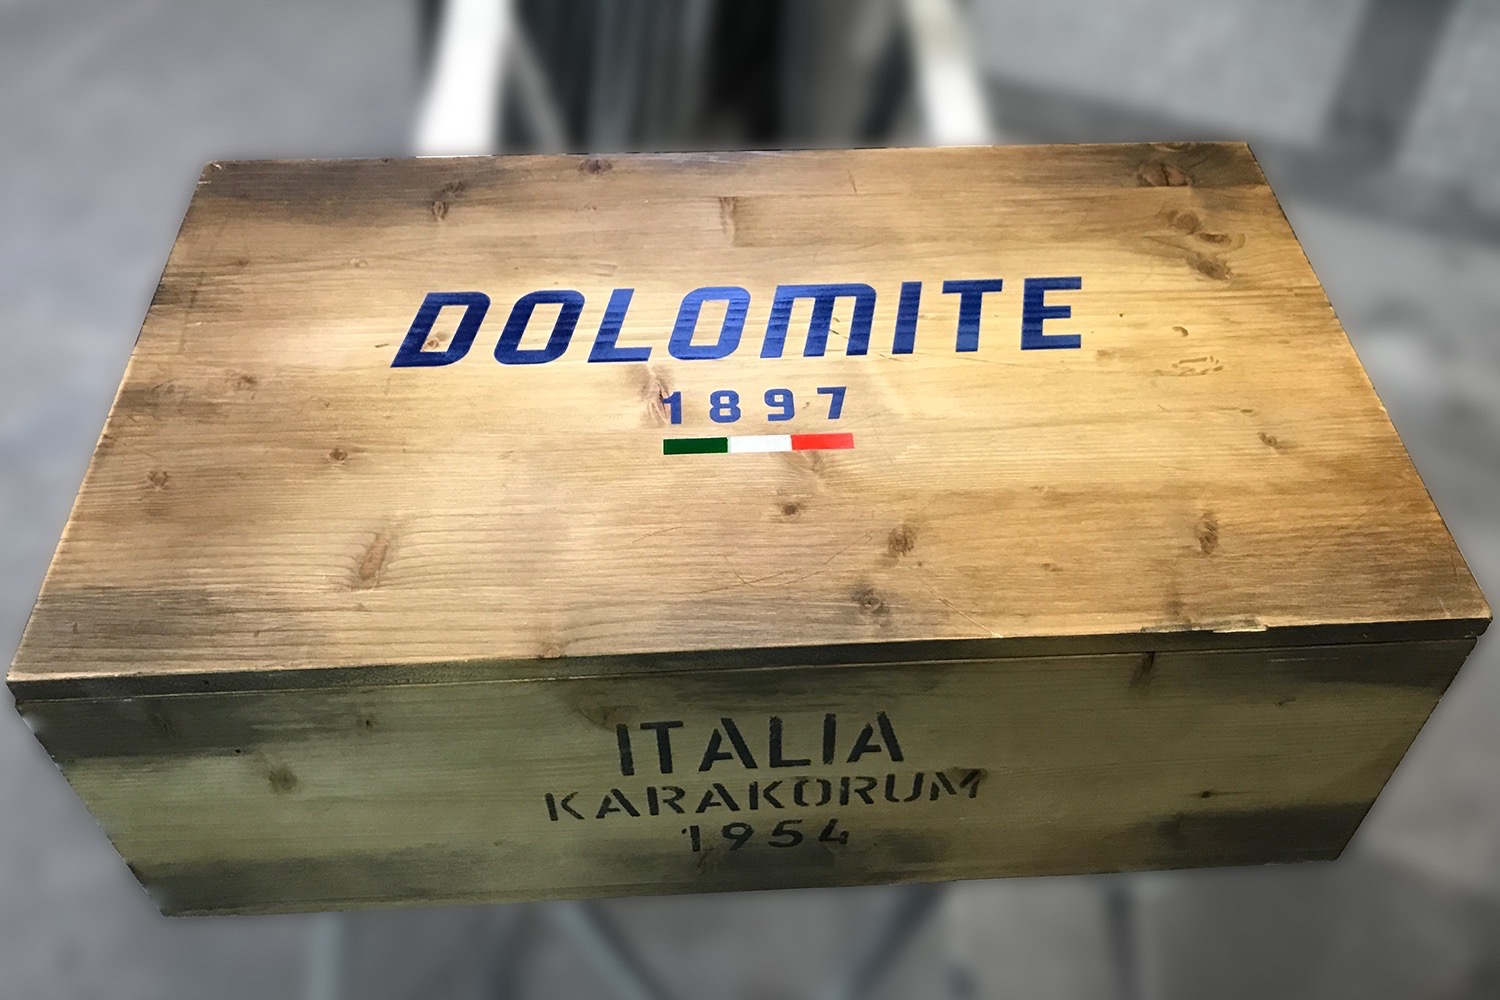 DOLOMITE
1897
ITALIA
KARAKORUM
1954